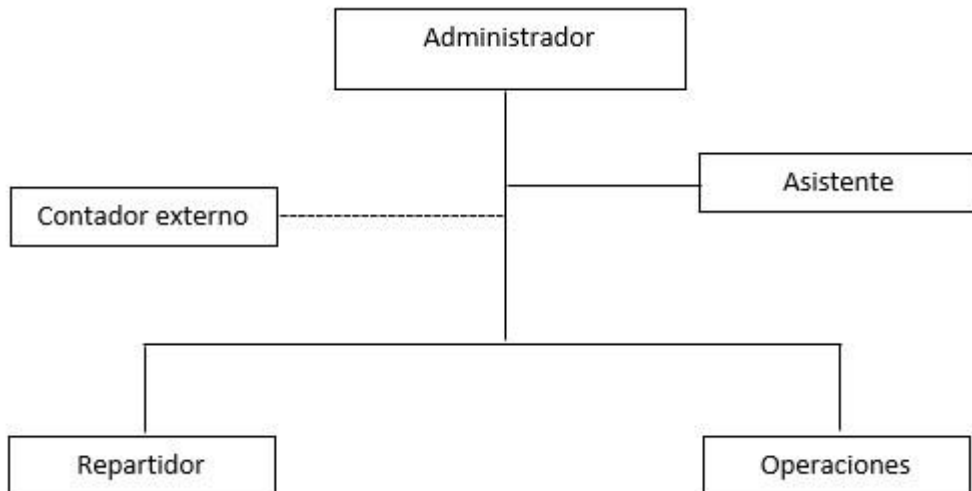 Administrador
Asistente
Contador externo
Repartidor
Operaciones